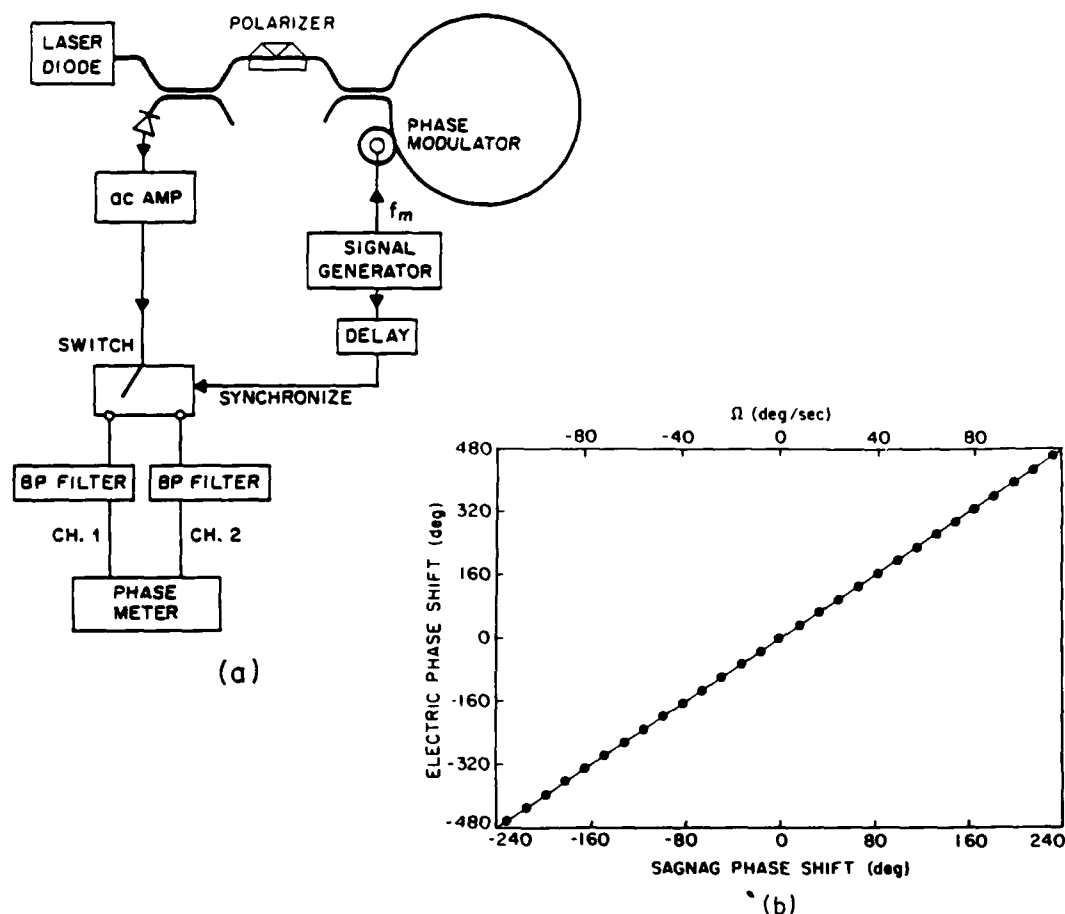 POLARIZER
LASER
DIODE
PHASE
MODULATOR
ac AMP
fm
SIGNAL
GENERATOR
DELAY
SWITCH
SYNCHRONIZE
BP FILTER
BP FILTER
CH. 1
CH. 2
PHASE
METER
(a)
Ω (deg/sec)
-80 -40 0 40 80
480
320
160
0
-160
-320
-480
ELECTRIC PHASE SHIFT (deg)
-240 -160 -80 0 80 160 240
SAGNAG PHASE SHIFT (deg)
(b)